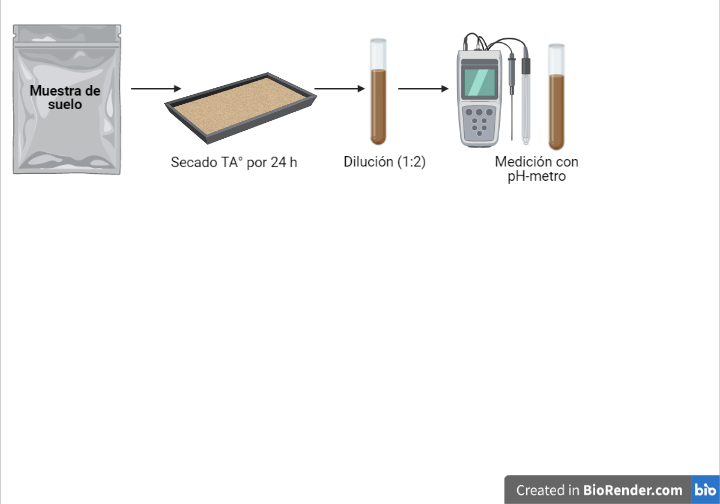 Muestra de
suelo
Secado TA° por 24 h
Dilución (1:2)
Medición con
pH-metro
Created in BioRender.com bio